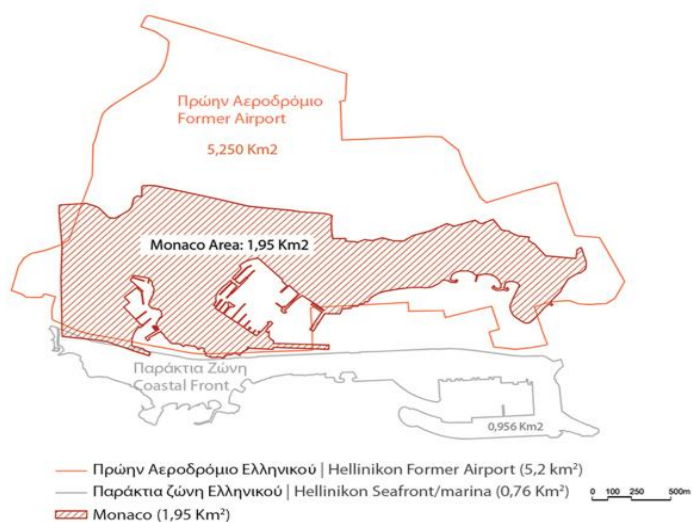 Πρώην Αεροδρόμιο
Former Airport
5,250 Km2
Monaco Area: 1,95 Km2
Παράκτια Ζώνη
Coastal Front
0,956 Km2
Πρώην Αεροδρόμιο Ελληνικού | Hellinikon Former Airport (5,2 km²)
Παράκτια ζώνη Ελληνικού | Hellinikon Seafront/marina (0,76 Km²)
Monaco (1,95 Km²)
0 100 250 500m